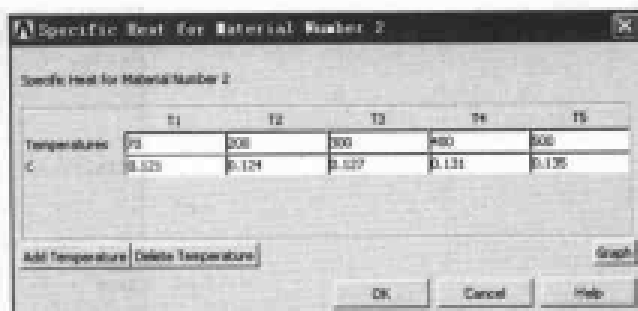 Specific Heat for Material Number 2
Specific Heat for Material Number 2
T1 T2 T3 T4 T5
Temperatures 70 200 300 400 500
C 0.124 0.127 0.131 0.135
Add Temperature Delete Temperature Graph
OK Cancel Help